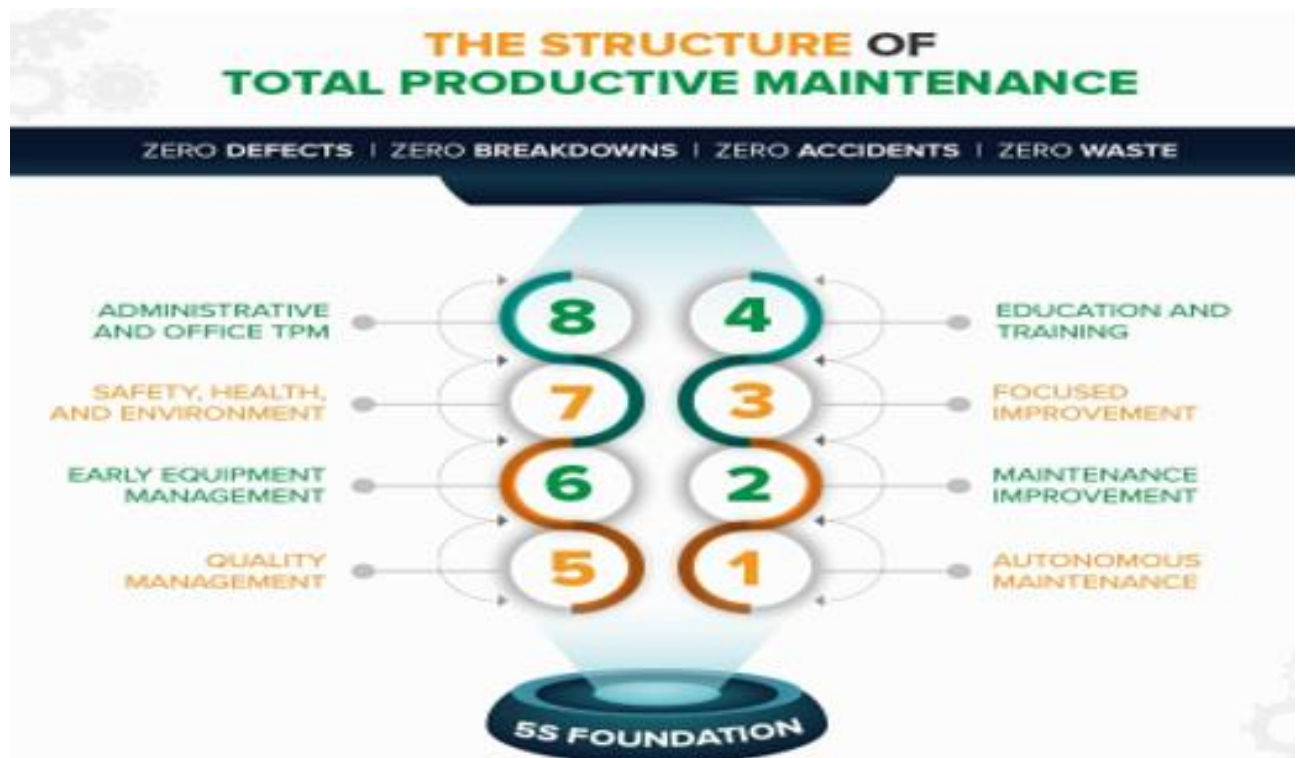 THE STRUCTURE OF
TOTAL PRODUCTIVE MAINTENANCE
ZERO DEFECTS | ZERO BREAKDOWNS | ZERO ACCIDENTS | ZERO WASTE
8
ADMINISTRATIVE
AND OFFICE TPM
4
EDUCATION AND
TRAINING
7
SAFETY, HEALTH,
AND ENVIRONMENT
3
FOCUSED
IMPROVEMENT
6
EARLY EQUIPMENT
MANAGEMENT
2
MAINTENANCE
IMPROVEMENT
5
QUALITY
MANAGEMENT
1
AUTONOMOUS
MAINTENANCE
5S FOUNDATION